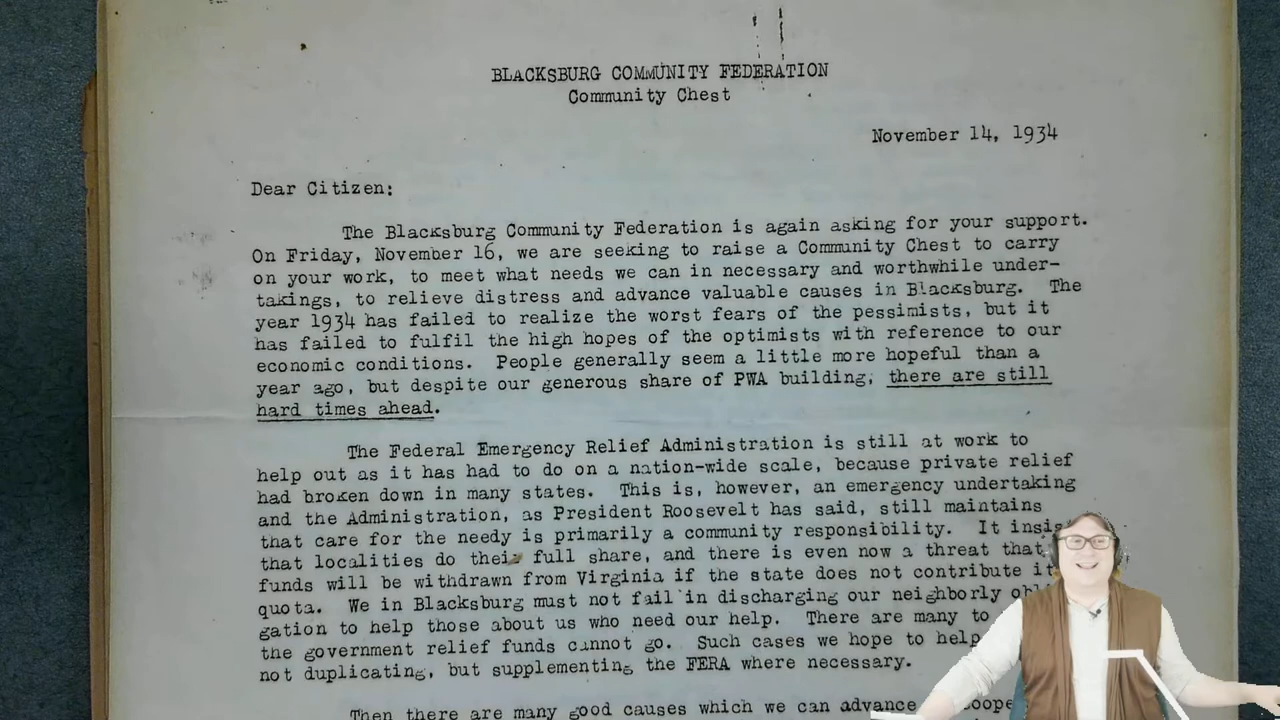 BLACKSBURG COMMUNITY FEDERATION
Community Chest
November 14, 1934
Dear Citizen:
The Blacksburg Community Federation is again asking for your support.
On Friday, November 16, we are seeking to raise a Community Chest to carry
on your work, to meet what needs we can in necessary and worthwhile under-
takings, to relieve distress and advance valuable causes in Blacksburg. The
year 1934 has failed to realize the worst fears of the pessimists, but it
has failed to fulfil the high hopes of the optimists with reference to our
economic conditions. People generally seem a little more hopeful than a
year ago, but despite our generous share of PWA building, there are still
hard times ahead.
The Federal Emergency Relief Administration is still at work to
help out as it has had to do on a nation-wide scale, because private relief
had broken down in many states. This is, however, an emergency undertaking
and the Administration, as President Roosevelt has said, still maintains
that care for the needy is primarily a community responsibility. It
that localities do their full share, and there is even now a threat that
funds will be withdrawn from Virginia if the state does not contribute
quota. We in Blacksburg must not fail in discharging our neighborly
gation to help those about us who need our help. There are many to
the government relief funds cannot go. Such cases we hope to help
not duplicating, but supplementing the FERA where necessary.
Then there are many good causes which we can advance